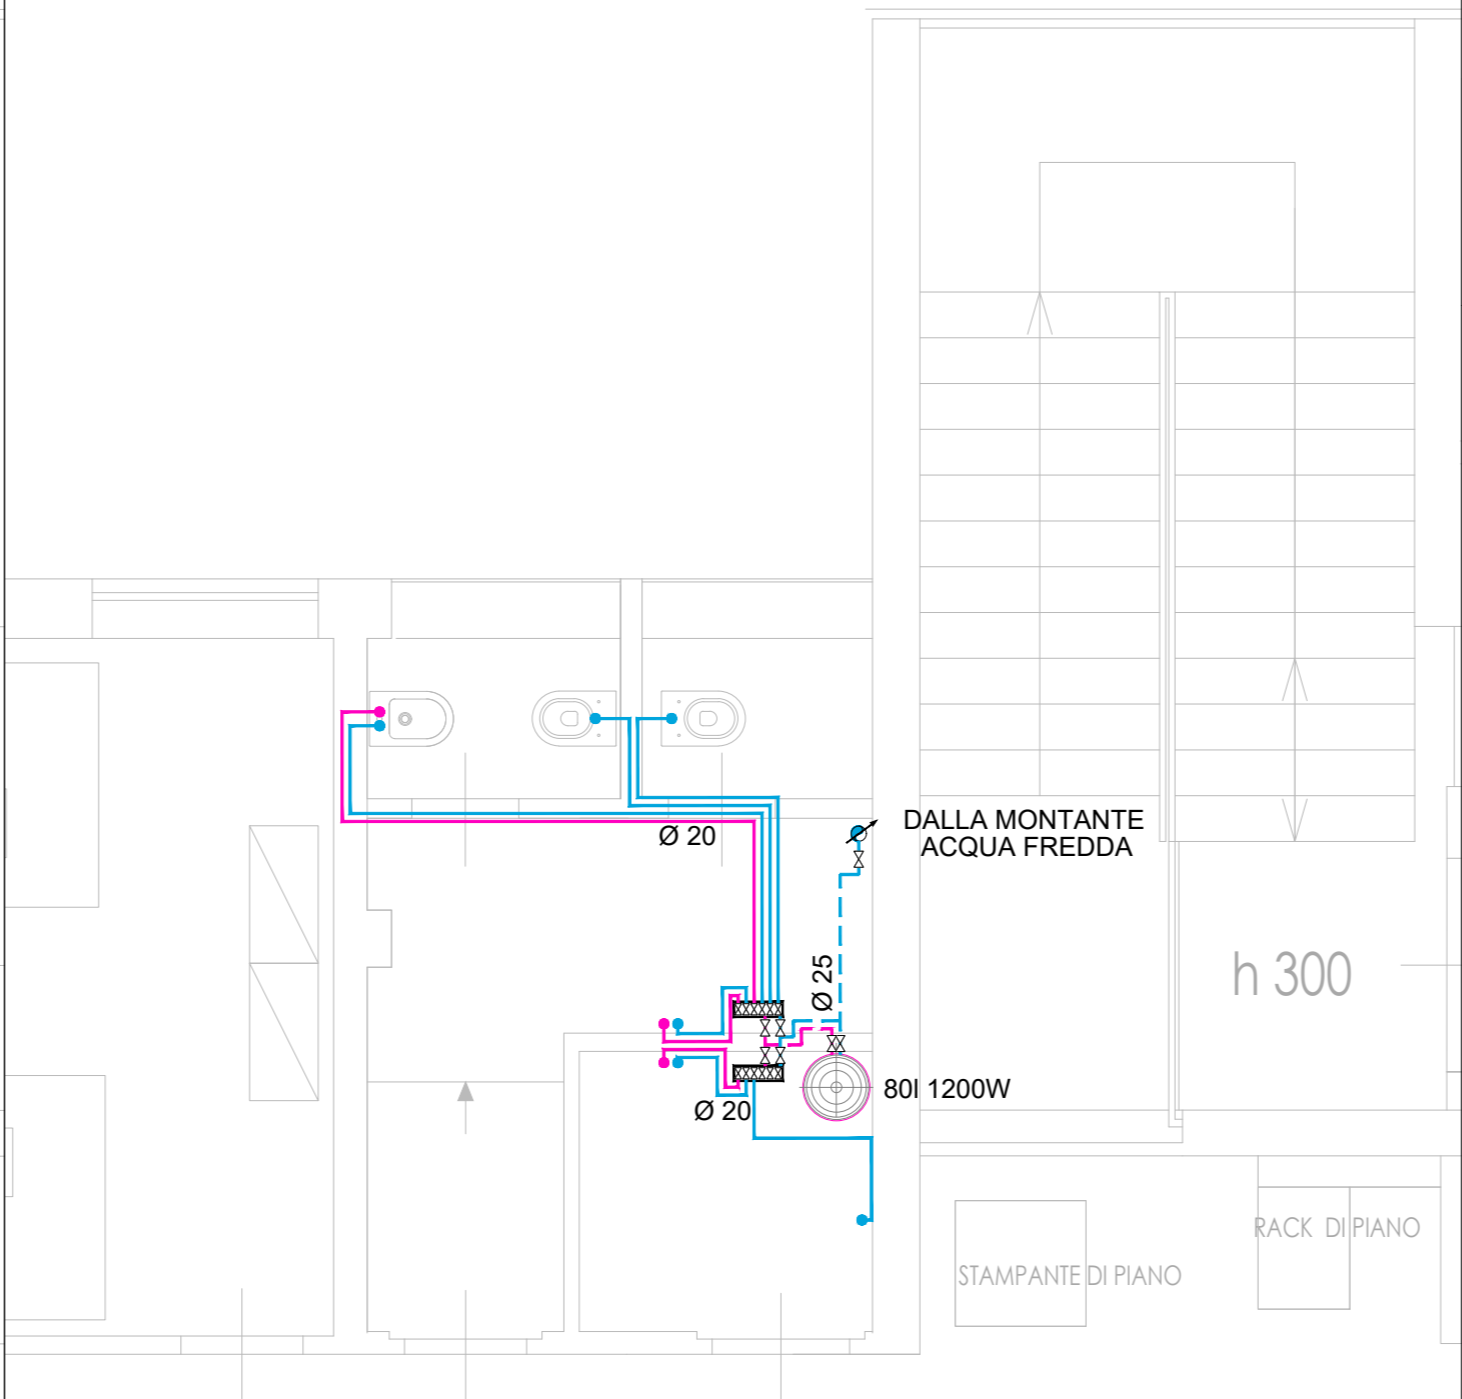 DALLA MONTANTE
ACQUA FREDDA
Ø 20
Ø 25
h 300
80l 1200W
Ø 20
RACK DI PIANO
STAMPANTE DI PIANO